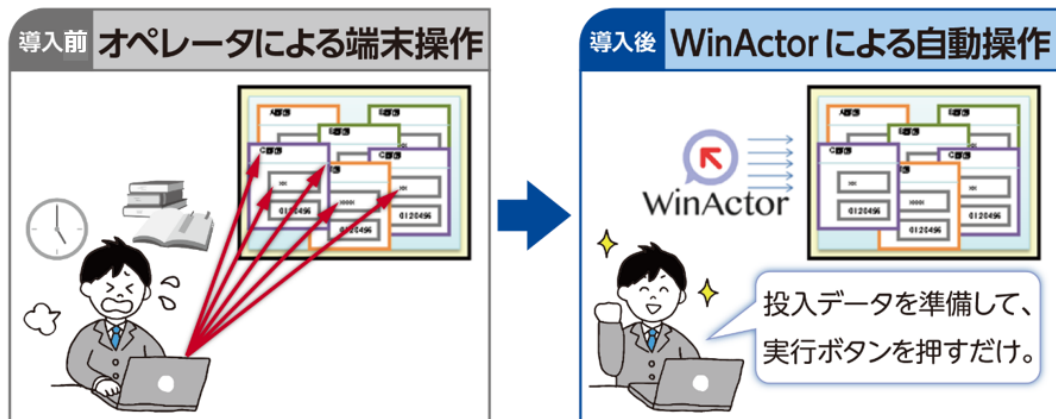 導入前 オペレータによる端末操作
導入後 WinActorによる自動操作
WinActor
投入データを準備して、
実行ボタンを押すだけ。